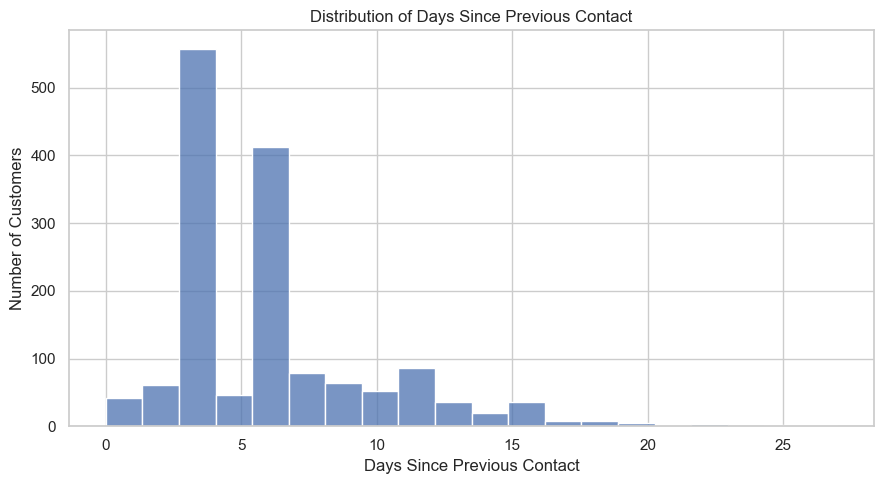 Distribution of Days Since Previous Contact
Number of Customers
500
400
300
200
100
0
0 5 10 15 20 25
Days Since Previous Contact